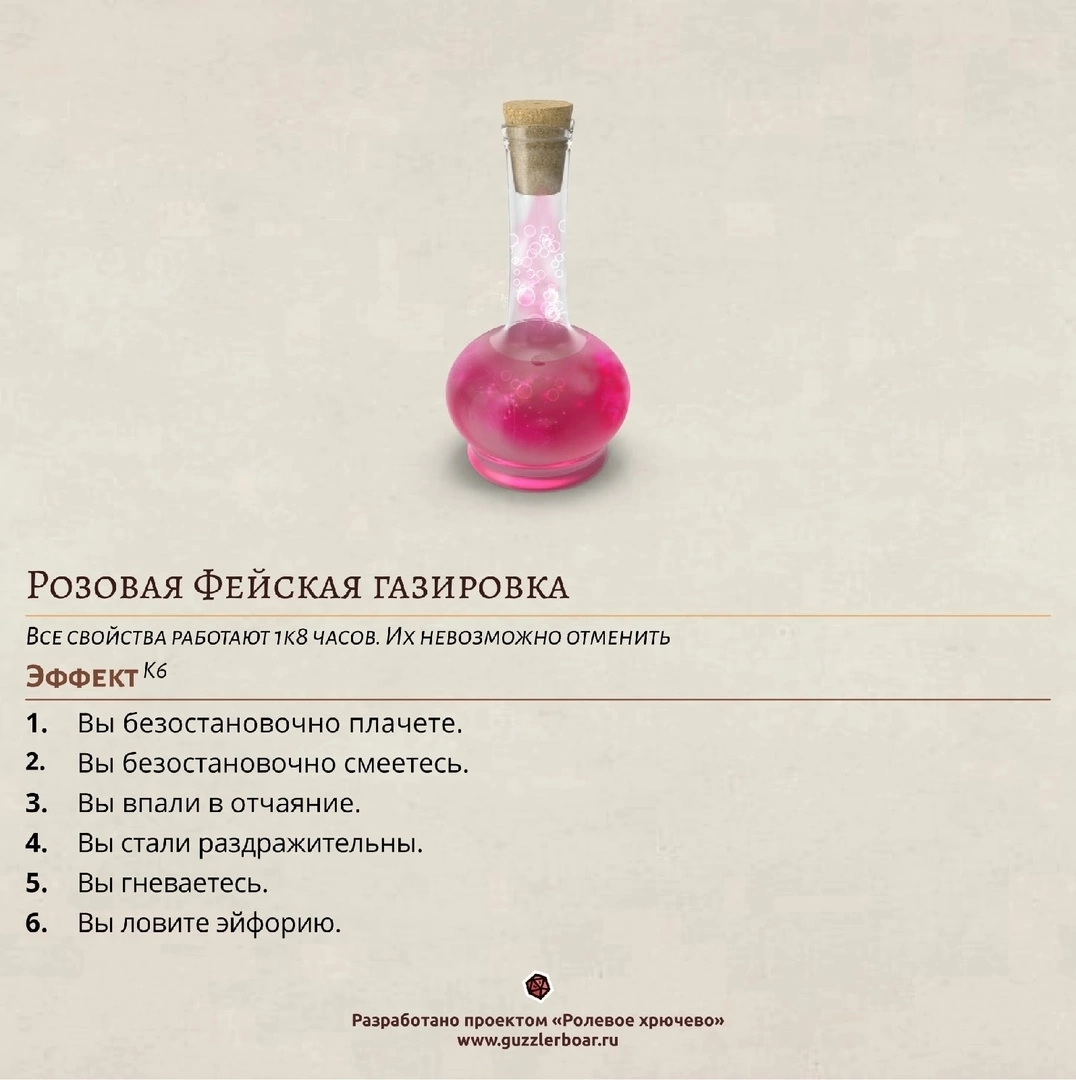 Розовая Фейская газировка
Все свойства работают 1к8 часов. Их невозможно отменить
Эффект К6
1. Вы безостановочно плачете.
2. Вы безостановочно смеетесь.
3. Вы впали в отчаяние.
4. Вы стали раздражительны.
5. Вы гневаетесь.
6. Вы ловите эйфорию.
Разработано проектом «Ролевое хрючево»
www.guzzlerboar.ru